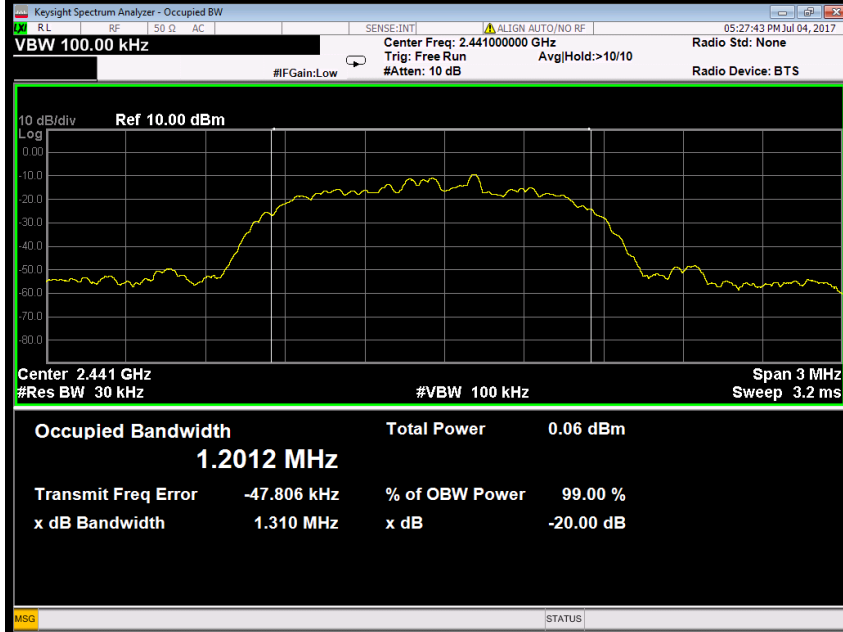 Keysight Spectrum Analyzer - Occupied BW
LXI RL RF 50 Ω AC SENSE:INT ALIGN AUTO/NO RF 05:27:43 PM Jul 04, 2017
VBW 100.00 kHz
Center Freq: 2.441000000 GHz Radio Std: None
Trig: Free Run Avg|Hold:>10/10
#IFGain:Low #Atten: 10 dB Radio Device: BTS
10 dB/div Ref 10.00 dBm
Log
0.00
-10.0
-20.0
-30.0
-40.0
-50.0
-60.0
-70.0
-80.0
Center 2.441 GHz Span 3 MHz
#Res BW 30 kHz #VBW 100 kHz Sweep 3.2 ms
Occupied Bandwidth Total Power 0.06 dBm
1.2012 MHz
Transmit Freq Error -47.806 kHz % of OBW Power 99.00 %
x dB Bandwidth 1.310 MHz x dB -20.00 dB
MSG STATUS